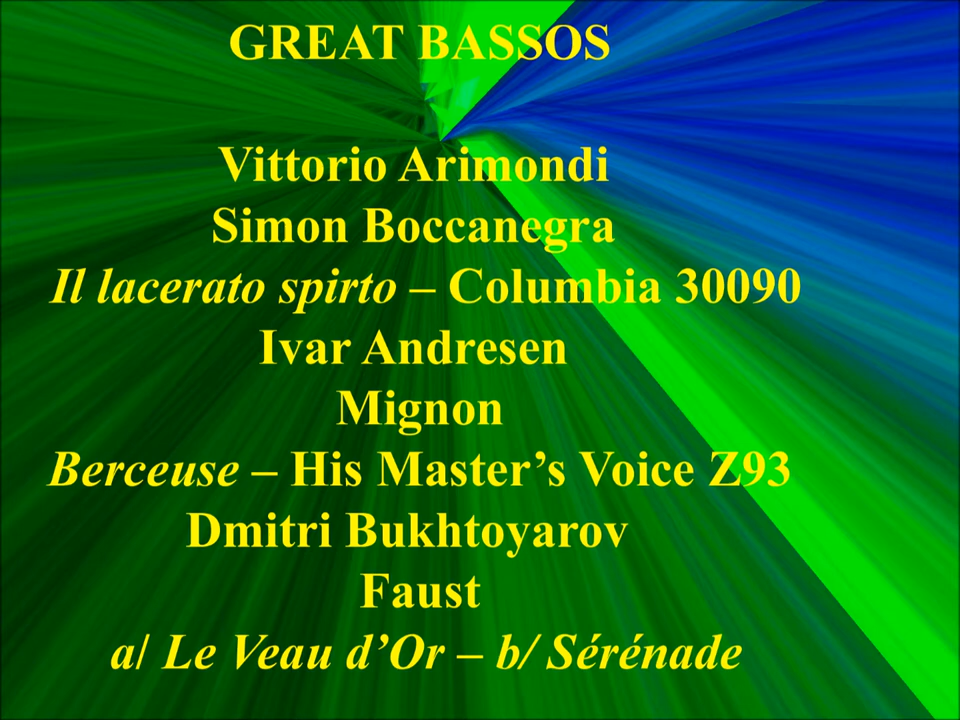 GREAT BASSOS
Vittorio Arimondi
Simon Boccanegra
Il lacerato spirto – Columbia 30090
Ivar Andresen
Mignon
Berceuse – His Master’s Voice Z93
Dmitri Bukhtoyarov
Faust
a/ Le Veau d’Or – b/ Sérénade